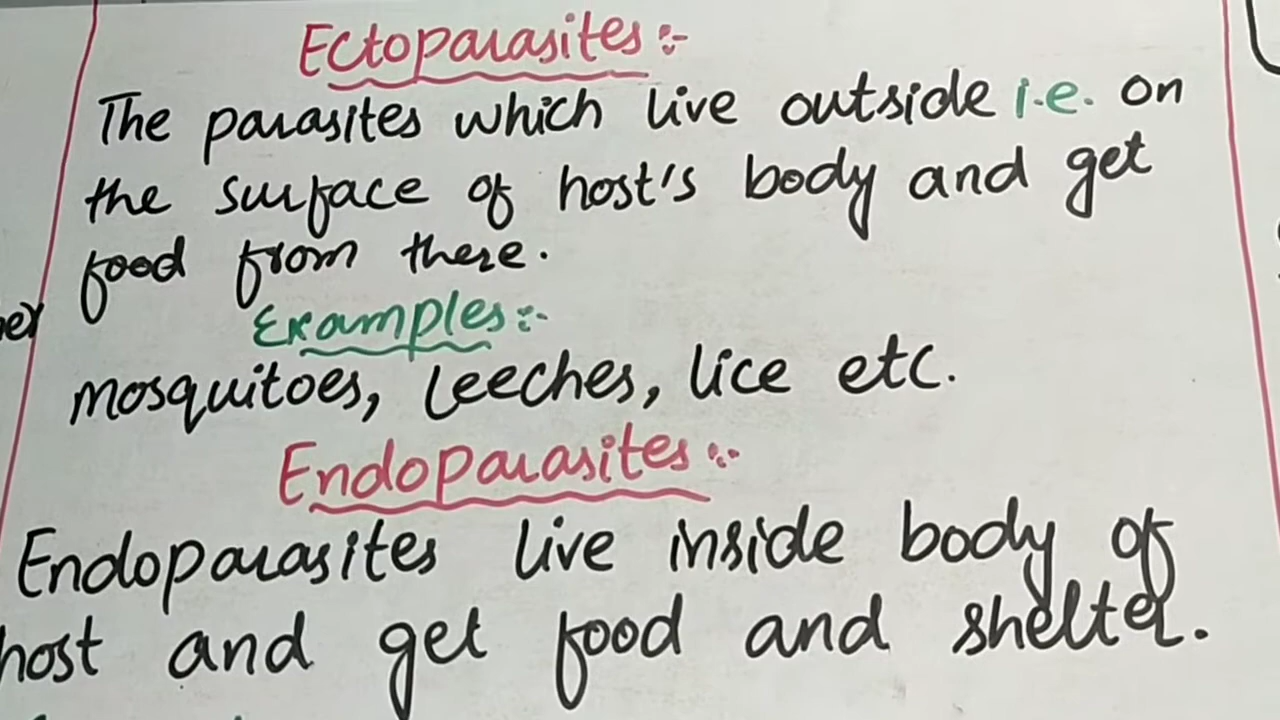 Ectoparasites:-
The parasites which live outside i.e. on
the surface of host's body and get
food from there.
Examples:-
mosquitoes, leeches, lice etc.
Endoparasites:-
Endoparasites live inside body of
host and get food and shelter.